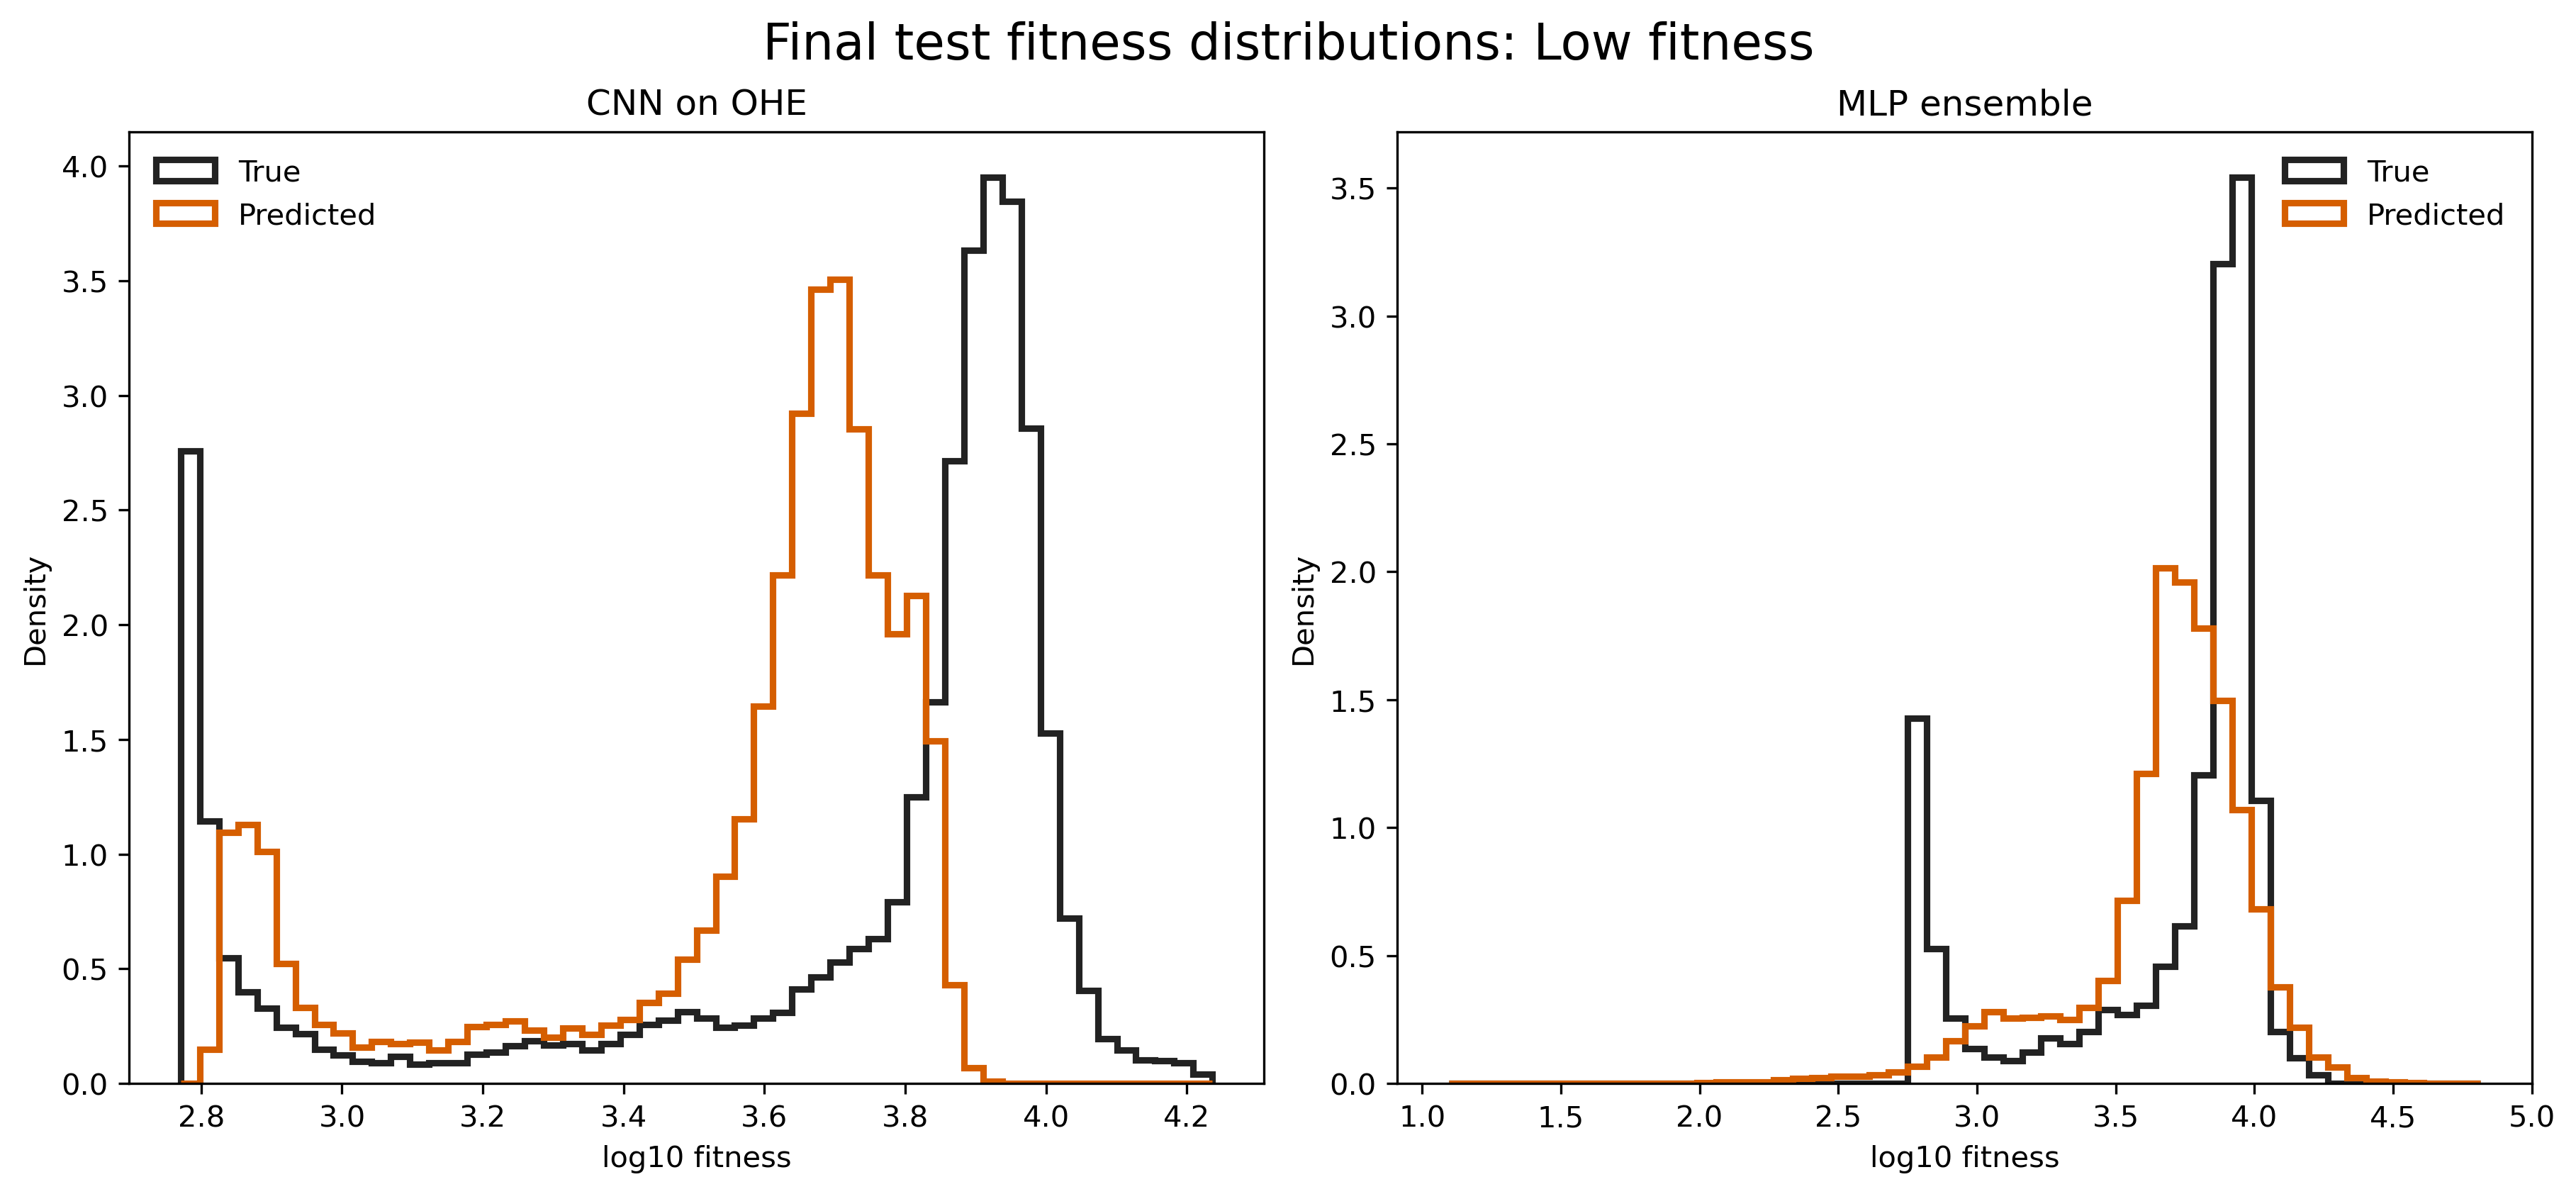 Final test fitness distributions: Low fitness
CNN on OHE
True
Predicted
4.0
3.5
3.0
2.5
2.0
1.5
1.0
0.5
0.0
Density
2.8 3.0 3.2 3.4 3.6 3.8 4.0 4.2
log10 fitness
MLP ensemble
True
Predicted
3.5
3.0
2.5
2.0
1.5
1.0
0.5
0.0
Density
1.0 1.5 2.0 2.5 3.0 3.5 4.0 4.5 5.0
log10 fitness